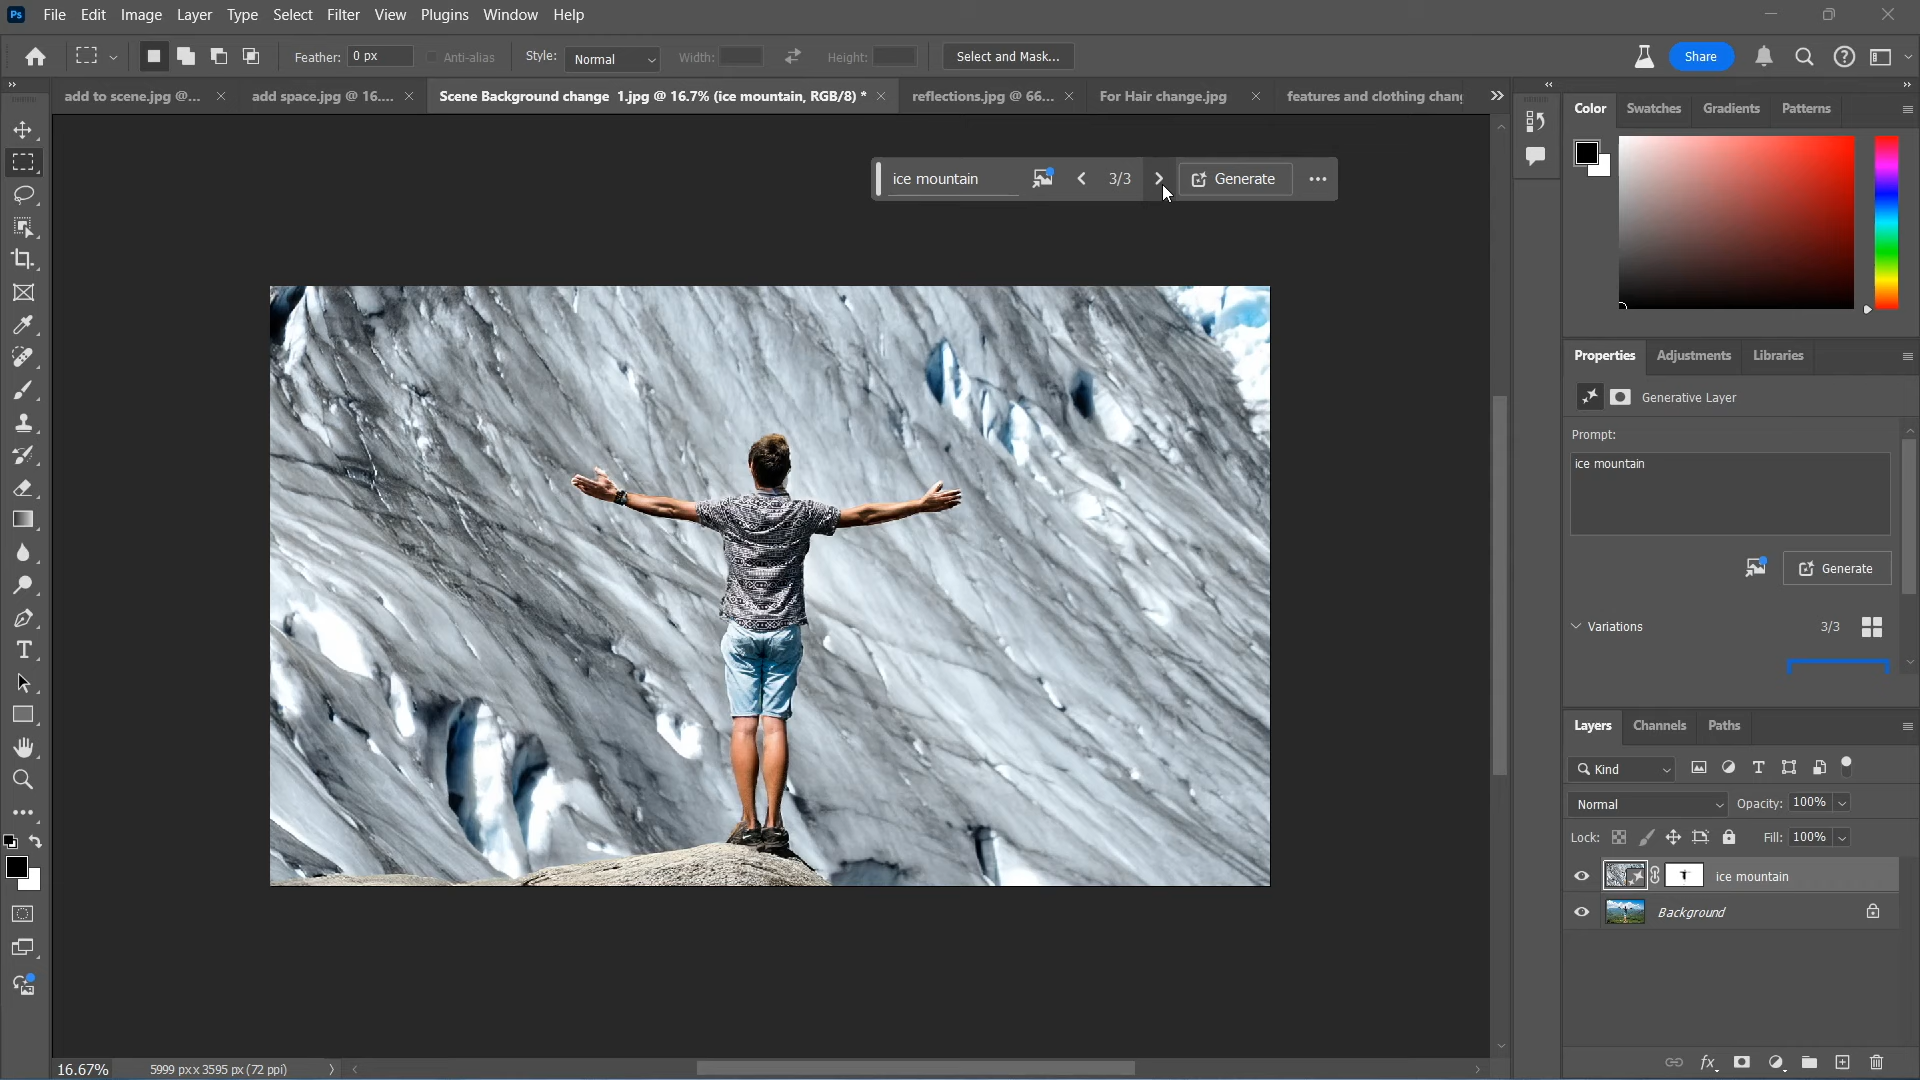 Ps File Edit Image Layer Type Select Filter View Plugins Window Help
Feather: 0 px Anti-alias Style: Normal Width: Height: Select and Mask... Share
add to scene.jpg @... add space.jpg @ 16.... Scene Background change 1.jpg @ 16.7% (ice mountain, RGB/8) * reflections.jpg @ 66... For Hair change.jpg features and clothing chang
Color Swatches Gradients Patterns
ice mountain 3/3 Generate
Properties Adjustments Libraries
Generative Layer
Prompt:
ice mountain
Generate
Variations 3/3
Layers Channels Paths
Kind
Normal Opacity: 100%
Lock: Fill: 100%
ice mountain
Background
16.67% 5999 px x 3595 px (72 ppi)